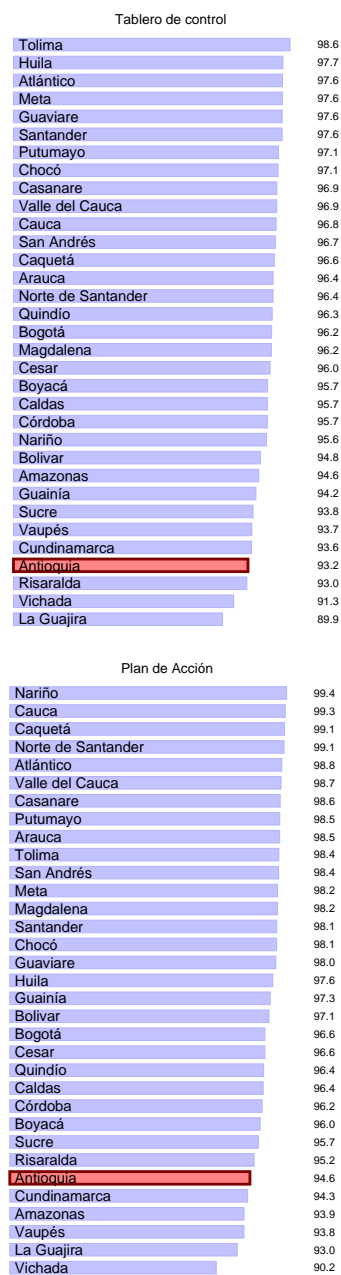 Tablero de control
Tolima 98.6
Huila 97.7
Atlántico 97.6
Meta 97.6
Guaviare 97.6
Santander 97.6
Putumayo 97.1
Chocó 97.1
Casanare 96.9
Valle del Cauca 96.9
Cauca 96.8
San Andrés 96.7
Caquetá 96.6
Arauca 96.4
Norte de Santander 96.4
Quindío 96.3
Bogotá 96.2
Magdalena 96.2
Cesar 96.0
Boyacá 95.7
Caldas 95.7
Córdoba 95.7
Nariño 95.6
Bolivar 94.8
Amazonas 94.6
Guainía 94.2
Sucre 93.8
Vaupés 93.7
Cundinamarca 93.6
Antioquia 93.2
Risaralda 93.0
Vichada 91.3
La Guajira 89.9
Plan de Acción
Nariño 99.4
Cauca 99.3
Caquetá 99.1
Norte de Santander 99.1
Atlántico 98.8
Valle del Cauca 98.7
Casanare 98.6
Putumayo 98.5
Arauca 98.5
Tolima 98.4
San Andrés 98.4
Meta 98.2
Magdalena 98.2
Santander 98.1
Chocó 98.1
Guaviare 98.0
Huila 97.6
Guainía 97.3
Bolivar 97.1
Bogotá 96.6
Cesar 96.6
Quindío 96.4
Caldas 96.4
Córdoba 96.2
Boyacá 96.0
Sucre 95.7
Risaralda 95.2
Antioquia 94.6
Cundinamarca 94.3
Amazonas 93.9
Vaupés 93.8
La Guajira 93.0
Vichada 90.2